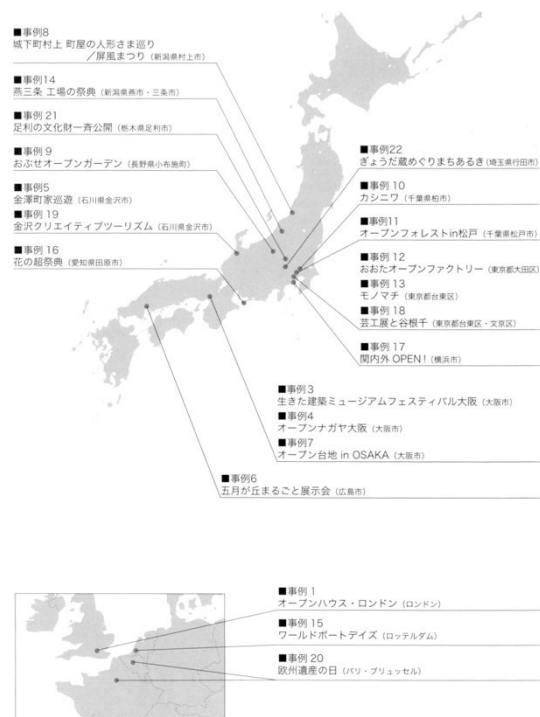 ■事例8
城下町村上 町屋の人形さま巡り
／屏風まつり（新潟県村上市）
■事例14
燕三条 工場の祭典（新潟県燕市・三条市）
■事例 21
足利の文化財一斉公開（栃木県足利市）
■事例 9
おぶせオープンガーデン（長野県小布施町）
■事例5
金澤町家巡遊（石川県金沢市）
■事例 19
金沢クリエイティブツーリズム（石川県金沢市）
■事例 16
花の超祭典（愛知県田原市）
■事例22
ぎょうだ蔵めぐりまちあるき（埼玉県行田市）
■事例 10
カシニワ（千葉県柏市）
■事例11
オープンフォレストin松戸（千葉県松戸市）
■事例 12
おおたオープンファクトリー（東京都大田区）
■事例 13
モノマチ（東京都台東区）
■事例 18
芸工展と谷根千（東京都台東区・文京区）
■事例 17
関内外 OPEN！（横浜市）
■事例 3
生きた建築ミュージアムフェスティバル大阪（大阪市）
■事例4
オープンナガヤ大阪（大阪市）
■事例7
オープン台地 in OSAKA（大阪市）
■事例6
五月が丘まるごと展示会（広島市）
■事例 1
オープンハウス・ロンドン（ロンドン）
■事例 15
ワールドポートデイズ（ロッテルダム）
■事例 20
欧州遺産の日（パリ・ブリュッセル）